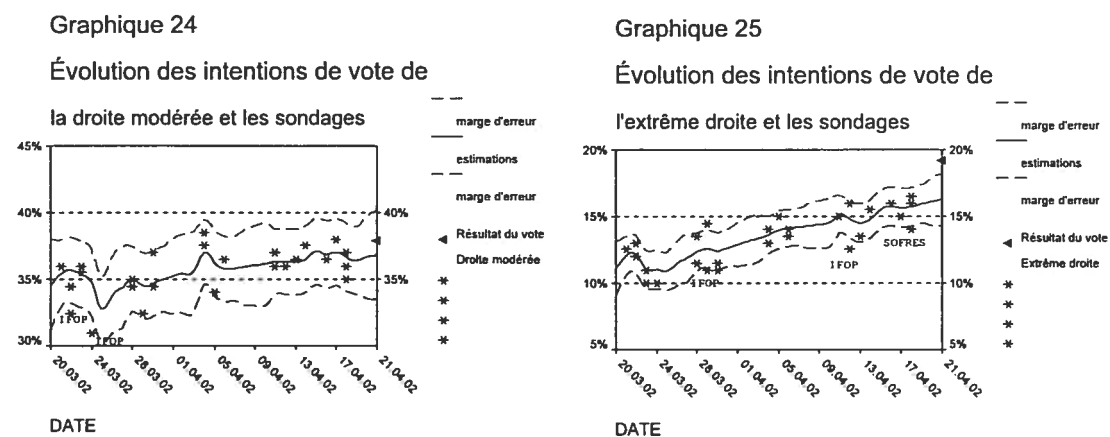 Graphique 24
Évolution des intentions de vote de
la droite modérée et les sondages
marge d'erreur
estimations
marge d'erreur
Résultat du vote
Droite modérée
45%
40%
35%
30%
40%
35%
IFOP
IFOP
20.03.02
24.03.02
28.03.02
01.04.02
05.04.02
09.04.02
13.04.02
17.04.02
21.04.02
DATE
Graphique 25
Évolution des intentions de vote de
l'extrême droite et les sondages
marge d'erreur
estimations
marge d'erreur
Résultat du vote
Extrême droite
20%
15%
10%
5%
20%
15%
10%
5%
IFOP
IFOP
SOFRES
20.03.02
24.03.02
28.03.02
01.04.02
05.04.02
09.04.02
13.04.02
17.04.02
21.04.02
DATE